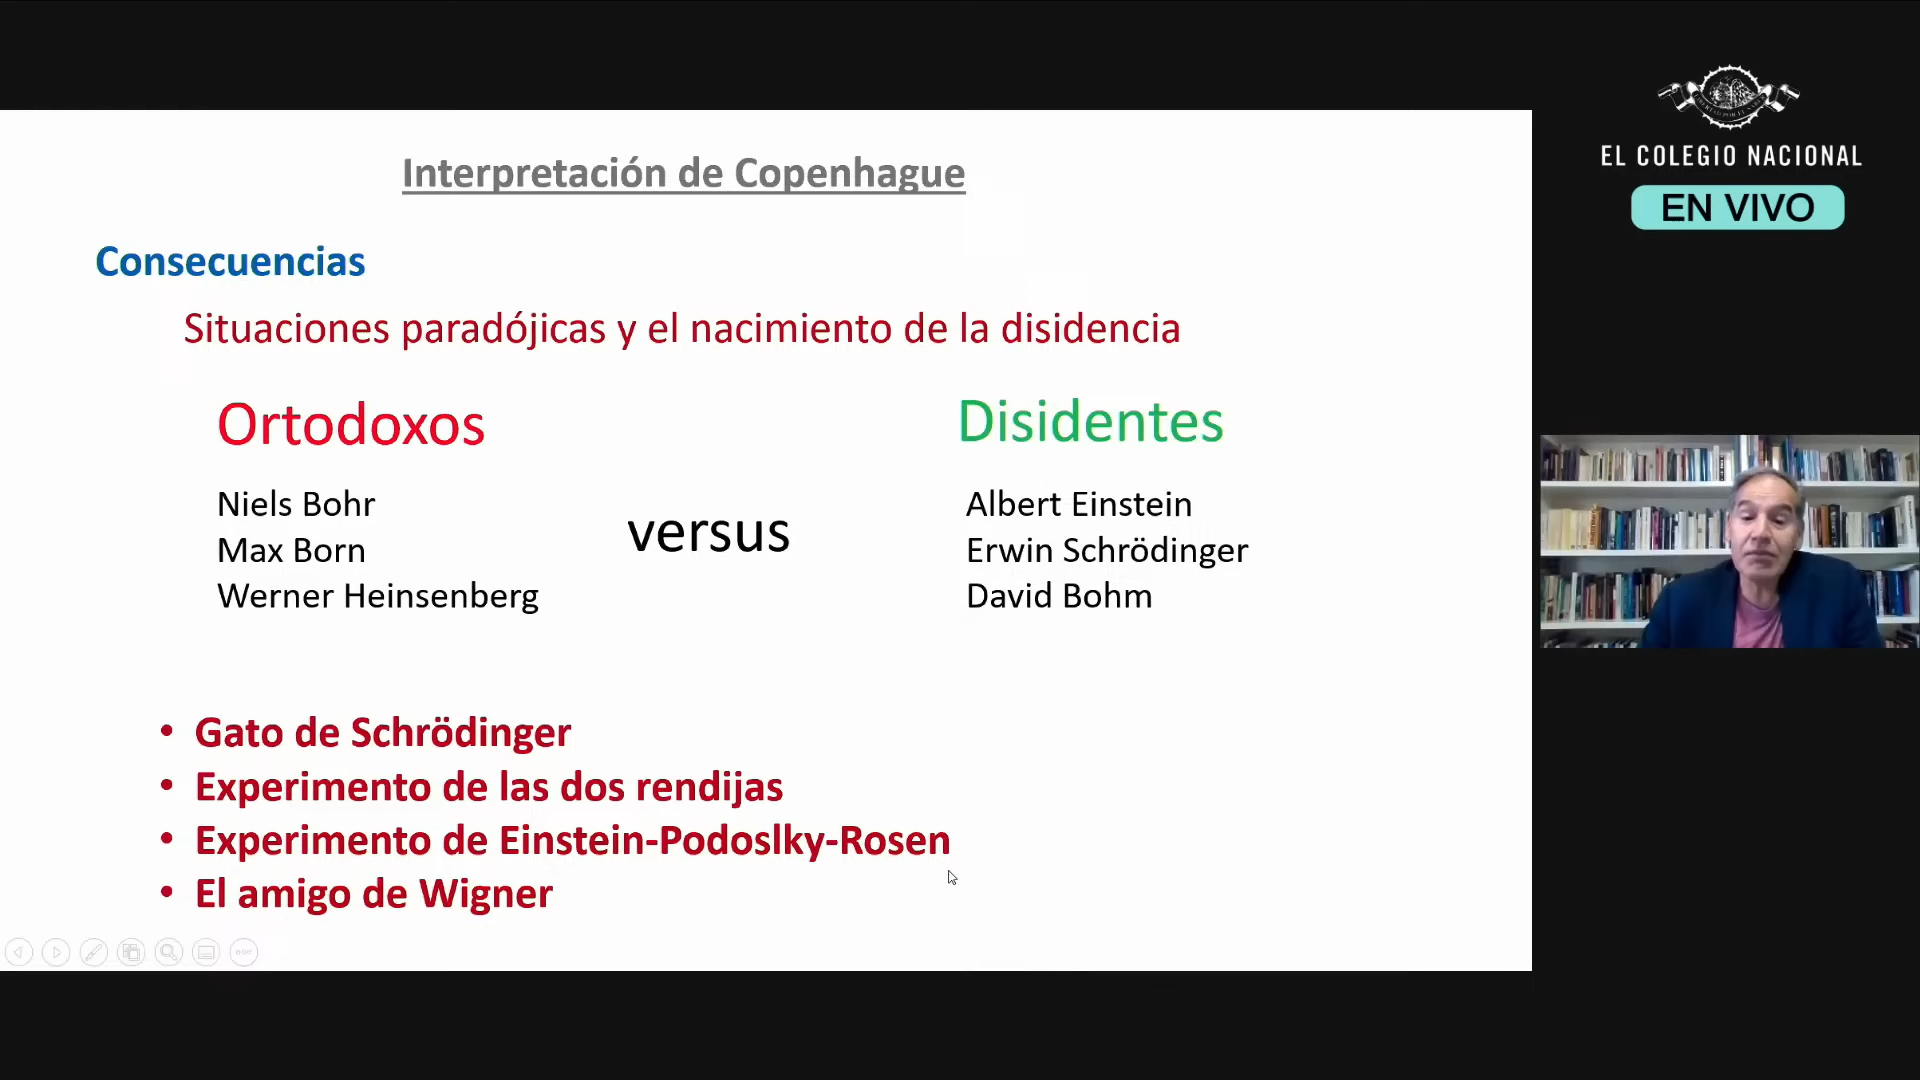 Interpretación de Copenhague
Consecuencias
Situaciones paradójicas y el nacimiento de la disidencia
Ortodoxos
Niels Bohr
Max Born
Werner Heinsenberg
versus
Disidentes
Albert Einstein
Erwin Schrödinger
David Bohm
• Gato de Schrödinger
• Experimento de las dos rendijas
• Experimento de Einstein-Podoslky-Rosen
• El amigo de Wigner
EL COLEGIO NACIONAL
EN VIVO